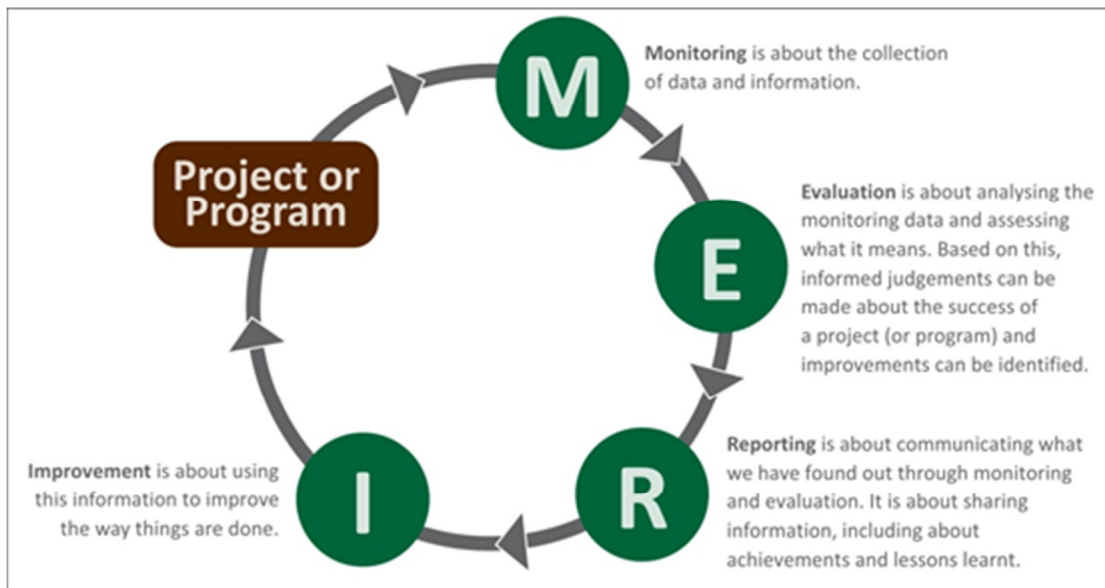 M
Monitoring is about the collection
of data and information.
Project or
Program
E
Evaluation is about analysing the
monitoring data and assessing
what it means. Based on this,
informed judgements can be
made about the success of
a project (or program) and
improvements can be identified.
R
Reporting is about communicating what
we have found out through monitoring
and evaluation. It is about sharing
information, including about
achievements and lessons learnt.
I
Improvement is about using
this information to improve
the way things are done.